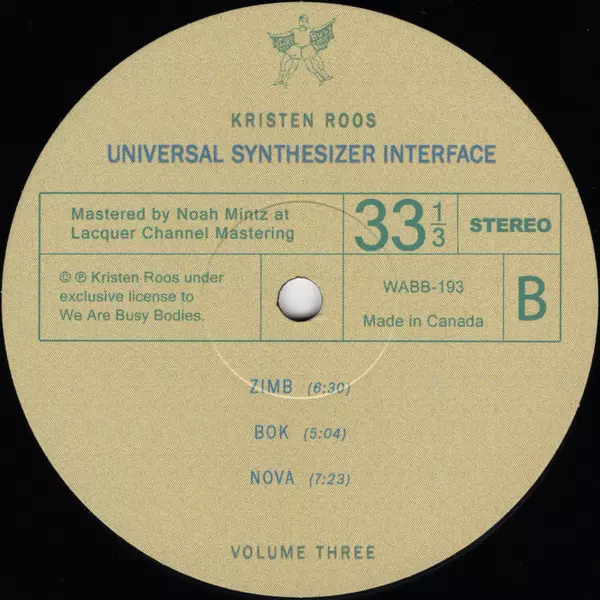 KRISTEN ROOS
UNIVERSAL SYNTHESIZER INTERFACE
Mastered by Noah Mintz at
Lacquer Channel Mastering
33 1/3
STEREO
© ℗ Kristen Roos under
exclusive license to
We Are Busy Bodies.
WABB-193
Made in Canada
B
ZIMB (6:30)
BOK (5:04)
NOVA (7:23)
VOLUME THREE